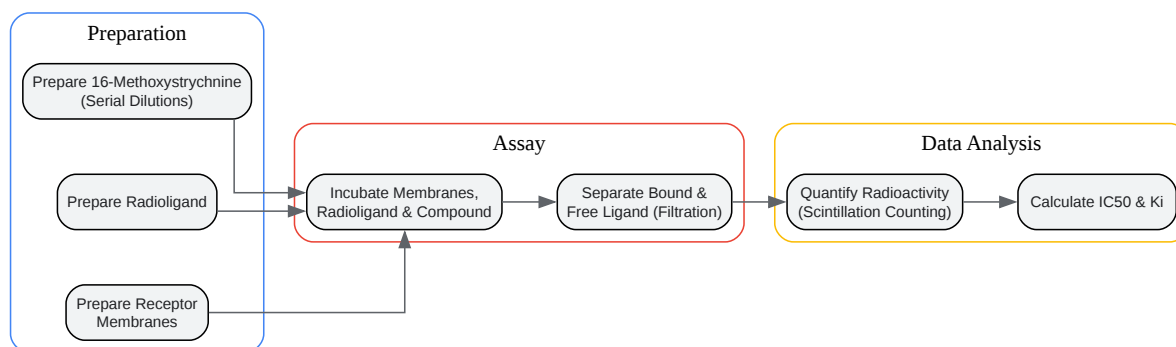 Preparation
Prepare 16-Methoxystrychnine
(Serial Dilutions)
Prepare Radioligand
Prepare Receptor
Membranes
Assay
Incubate Membranes,
Radioligand & Compound
Separate Bound &
Free Ligand (Filtration)
Data Analysis
Quantify Radioactivity
(Scintillation Counting)
Calculate IC50 & Ki